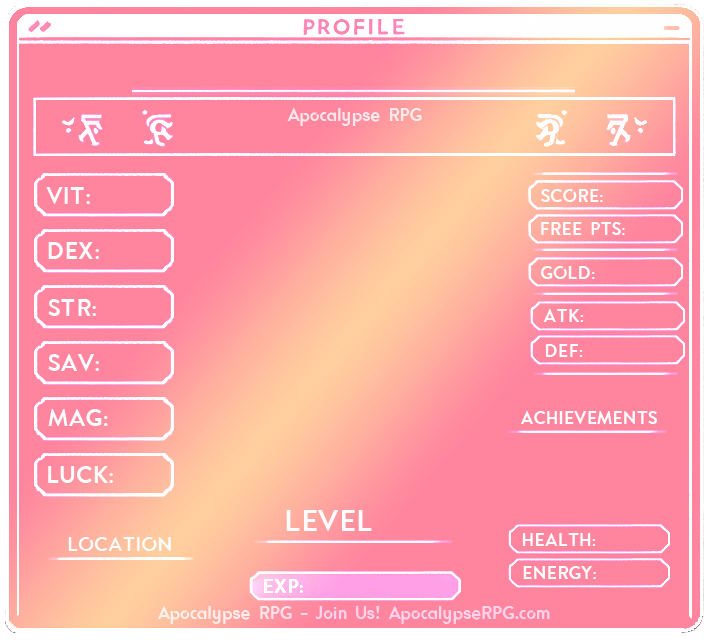 PROFILE
Apocalypse RPG
VIT:
DEX:
STR:
SAV:
MAG:
LUCK:
SCORE:
FREE PTS:
GOLD:
ATK:
DEF:
ACHIEVEMENTS
LOCATION
LEVEL
EXP:
HEALTH:
ENERGY:
Apocalypse RPG - Join Us! ApocalypseRPG.com